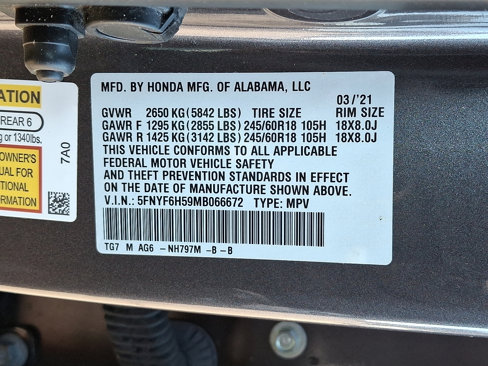 MFD. BY HONDA MFG. OF ALABAMA, LLC
03/'21
GVWR 2650 KG (5842 LBS) TIRE SIZE RIM SIZE
GAWR F 1295 KG (2855 LBS) 245/60R18 105H 18X8.0J
GAWR R 1425 KG (3142 LBS) 245/60R18 105H 18X8.0J
THIS VEHICLE CONFORMS TO ALL APPLICABLE
FEDERAL MOTOR VEHICLE SAFETY
AND THEFT PREVENTION STANDARDS IN EFFECT
ON THE DATE OF MANUFACTURE SHOWN ABOVE.
V.I.N.: 5FNYF6H59MB066672 TYPE: MPV
TG7 M AG6 -NH797M -B-B
ATION
REAR 6
g or 1340lbs.
OWNER'S
UAL FOR
TIONAL
RMATION
7A0